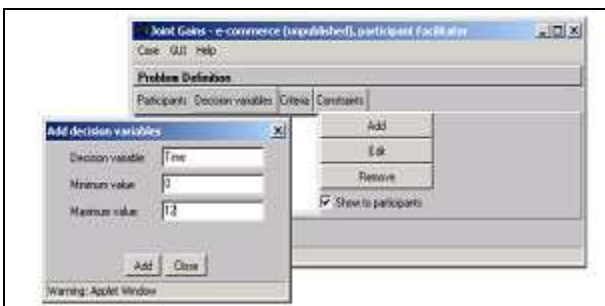 Joint Gains - e-commerce (unpublished), participant Facilitator
Case GUI Help
Problem Definition
Participants Decision variables Criteria Constraints
Add
Edit
Remove
Show to participants
Add decision variables
Decision variable: Time
Minimum value: 0
Maximum value: 12
Add Close
Warning: Applet Window